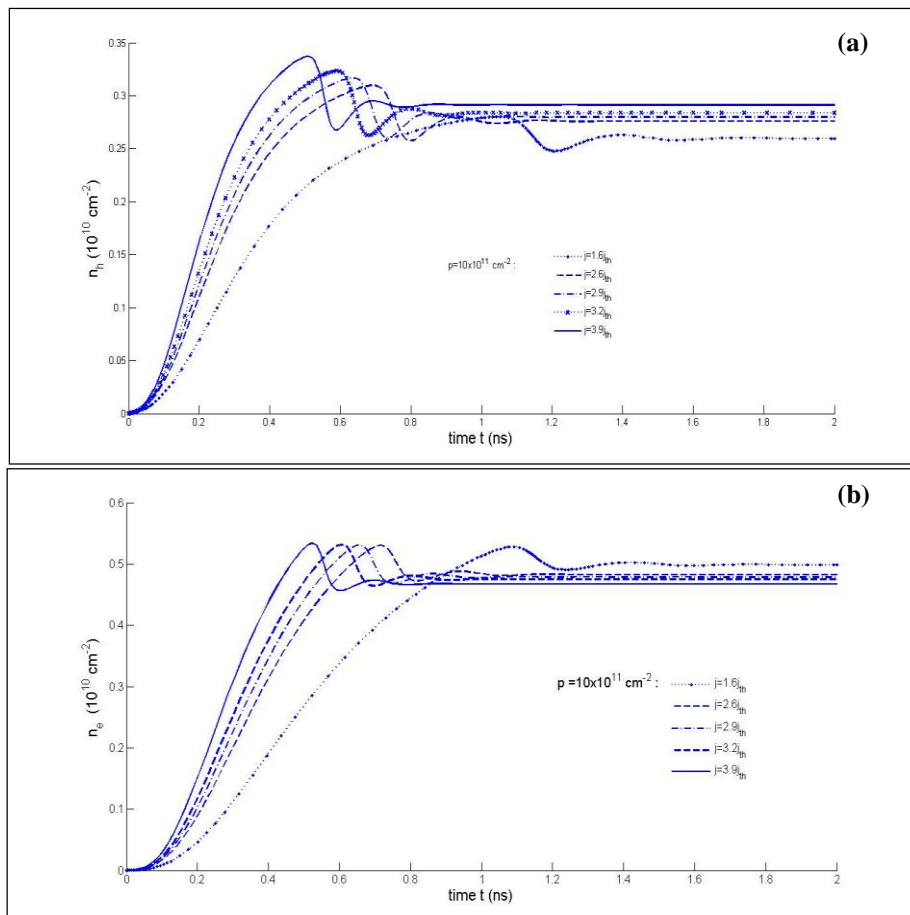 (a)
0.35
0.3
0.25
0.2
0.15
0.1
0.05
0
n_h (10^10 cm^-2)
p=10x10^11 cm^-2 :
j=1.6j_th
j=2.6j_th
j=2.9j_th
j=3.2j_th
j=3.9j_th
0 0.2 0.4 0.6 0.8 1 1.2 1.4 1.6 1.8 2
time t (ns)
(b)
0.6
0.5
0.4
0.3
0.2
0.1
0
n_e (10^10 cm^-2)
p =10x10^11 cm^-2 :
j=1.6j_th
j=2.6j_th
j=2.9j_th
j=3.2j_th
j=3.9j_th
0 0.2 0.4 0.6 0.8 1 1.2 1.4 1.6 1.8 2
time t (ns)